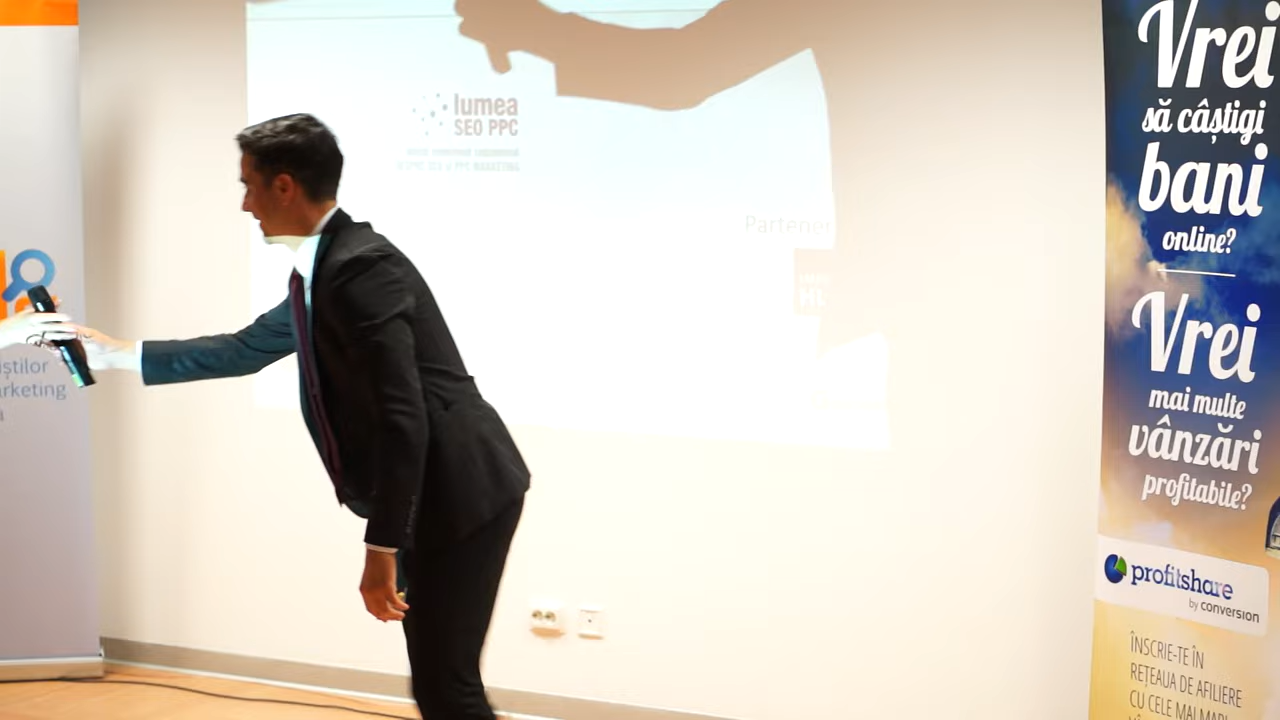 lumea
SEO PPC
Partener
iștilor
arketing
a
Vrei
să câștigi
bani
online?
Vrei
mai multe
vânzări
profitabile?
profitshare
by conversion
ÎNSCRIE-TE ÎN
REȚEAUA DE AFILIERE
CU CELE MAI MARI